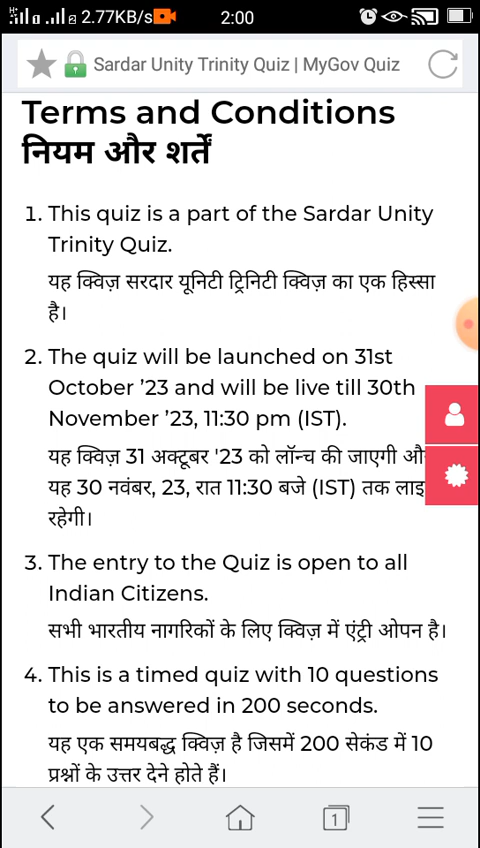 2.77KB/s 2:00
Sardar Unity Trinity Quiz | MyGov Quiz
Terms and Conditions
नियम और शर्तें
1. This quiz is a part of the Sardar Unity
Trinity Quiz.
यह क्विज़ सरदार यूनिटी ट्रिनिटी क्विज़ का एक हिस्सा
है।
2. The quiz will be launched on 31st
October ’23 and will be live till 30th
November ’23, 11:30 pm (IST).
यह क्विज़ 31 अक्टूबर '23 को लॉन्च की जाएगी
यह 30 नवंबर, 23, रात 11:30 बजे (IST) तक
रहेगी।
3. The entry to the Quiz is open to all
Indian Citizens.
सभी भारतीय नागरिकों के लिए क्विज़ में एंट्री ओपन है।
4. This is a timed quiz with 10 questions
to be answered in 200 seconds.
यह एक समयबद्ध क्विज़ है जिसमें 200 सेकंड में 10
प्रश्नों के उत्तर देने होते हैं।
1